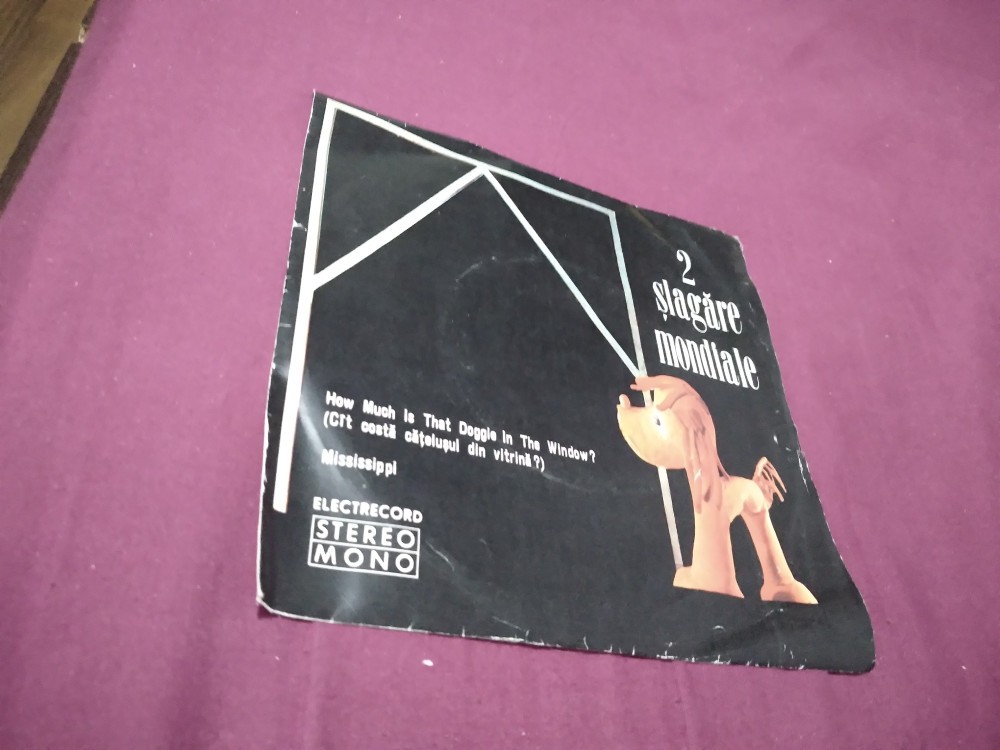 2
șlagăre
mondiale
How Much Is That Doggie In The Window?
(Cît costă cățelușul din vitrină?)
Mississippi
ELECTRECORD
STEREO
MONO